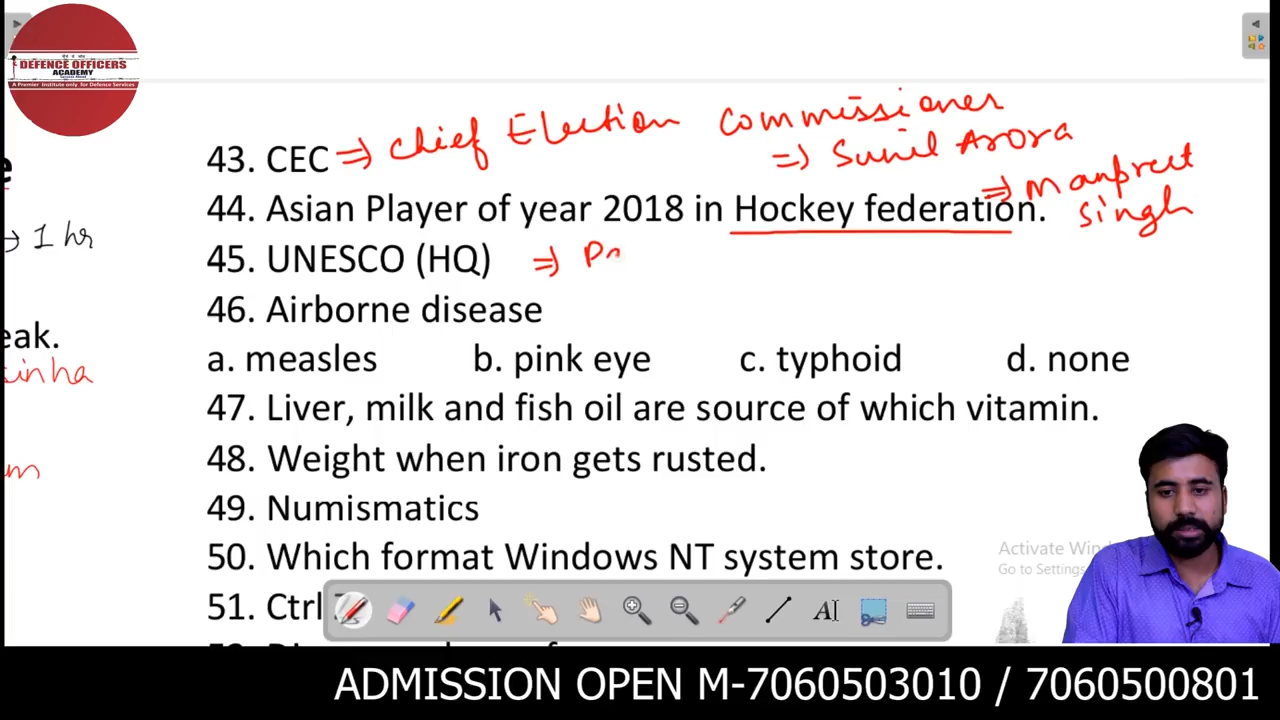 DEFENCE OFFICERS
ACADEMY
A Premier Institute only for Defence Services
e
43. CEC ⇒ Chief Election Commissioner
⇒ Sunil Arora
44. Asian Player of year 2018 in Hockey federation. ⇒ Manpreet
Singh
→ 1 hr
45. UNESCO (HQ) ⇒ Pa
46. Airborne disease
eak.
a. measles b. pink eye c. typhoid d. none
sinha
47. Liver, milk and fish oil are source of which vitamin.
48. Weight when iron gets rusted.
m
49. Numismatics
50. Which format Windows NT system store.
Activate Wind
Go to Settings
51. Ctrl
ADMISSION OPEN M-7060503010 / 7060500801